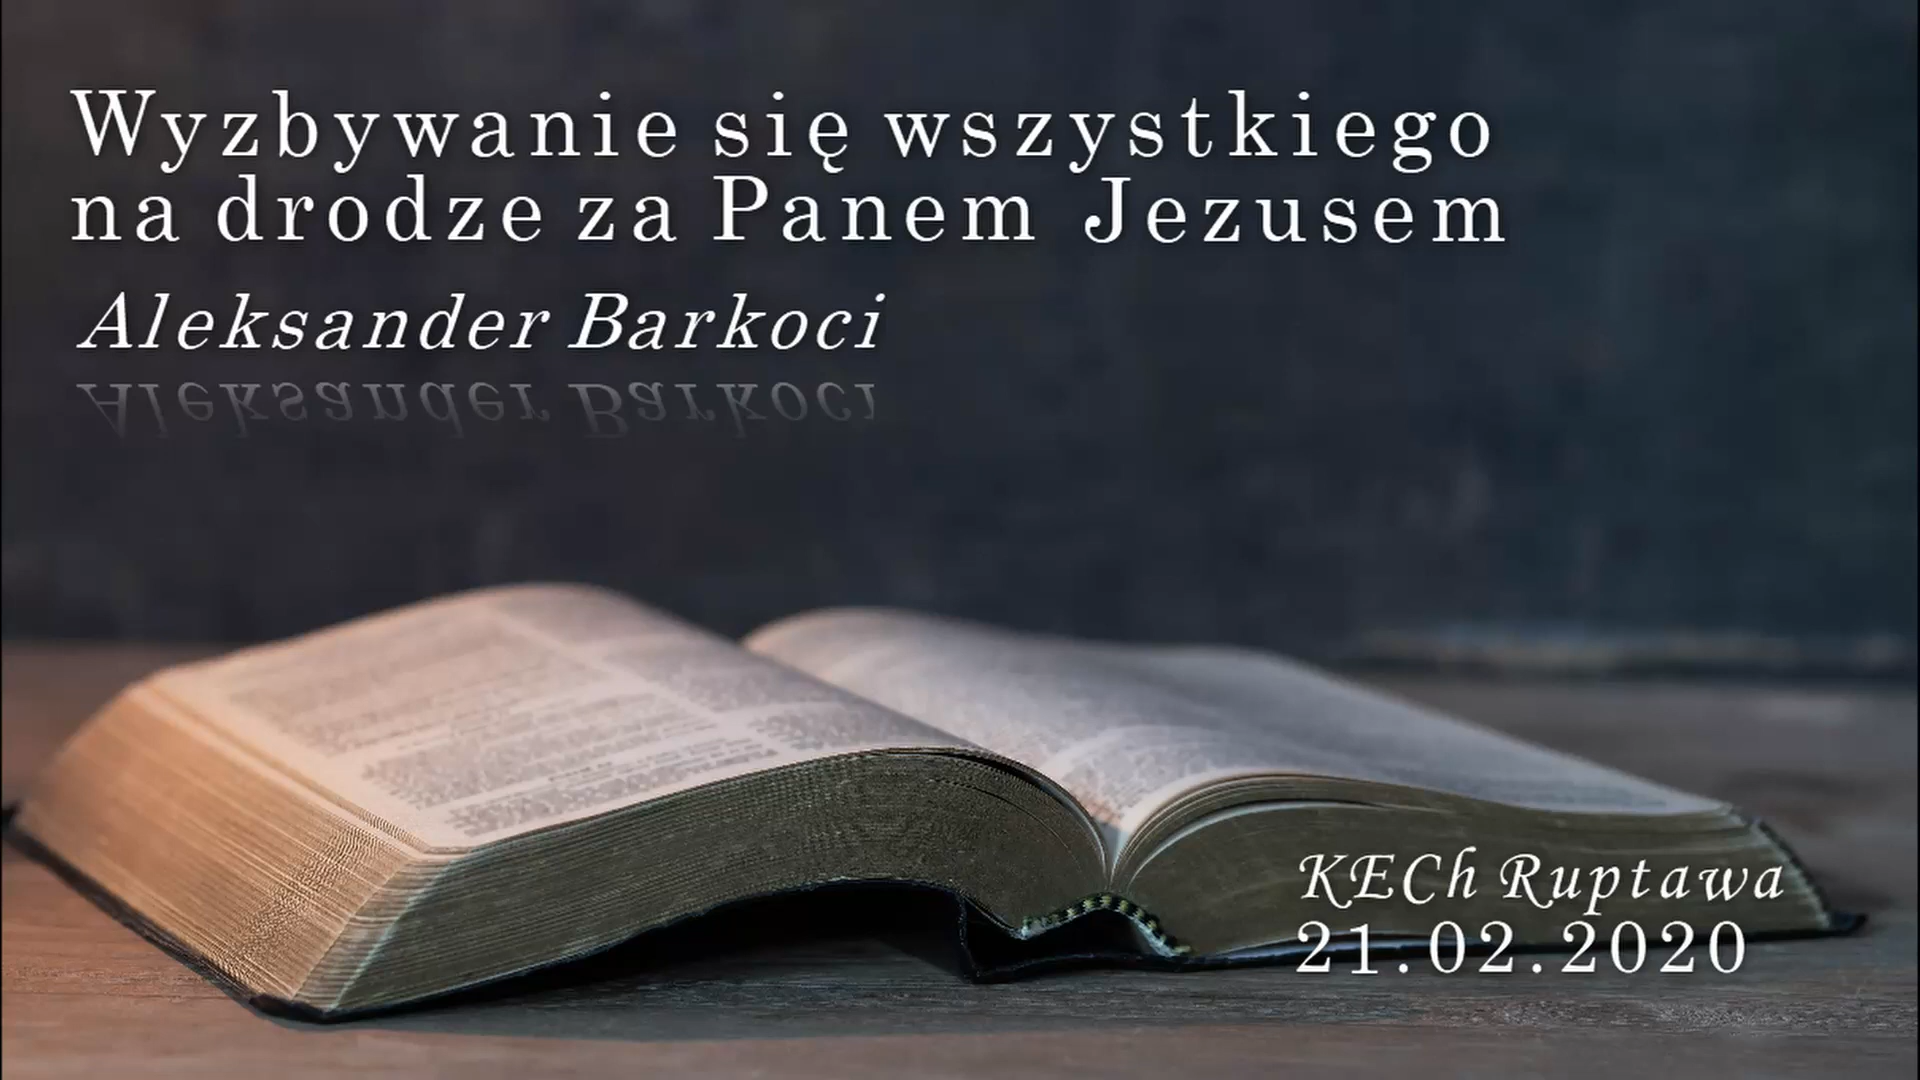 Wyzbywanie się wszystkiego
na drodze za Panem Jezusem
Aleksander Barkoci
KECh Ruptawa
21.02.2020